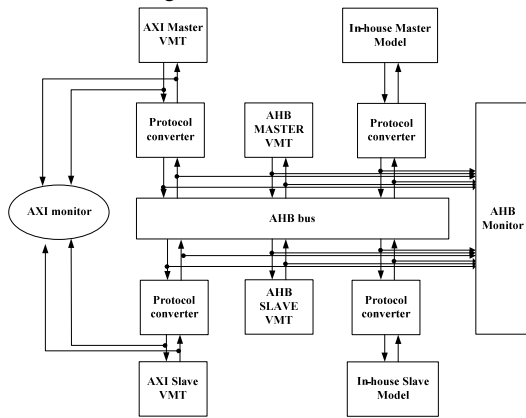 AXI Master
VMT
In-house Master
Model
Protocol
converter
AHB
MASTER
VMT
Protocol
converter
AXI monitor
AHB bus
AHB
Monitor
Protocol
converter
AHB
SLAVE
VMT
Protocol
converter
AXI Slave
VMT
In-house Slave
Model